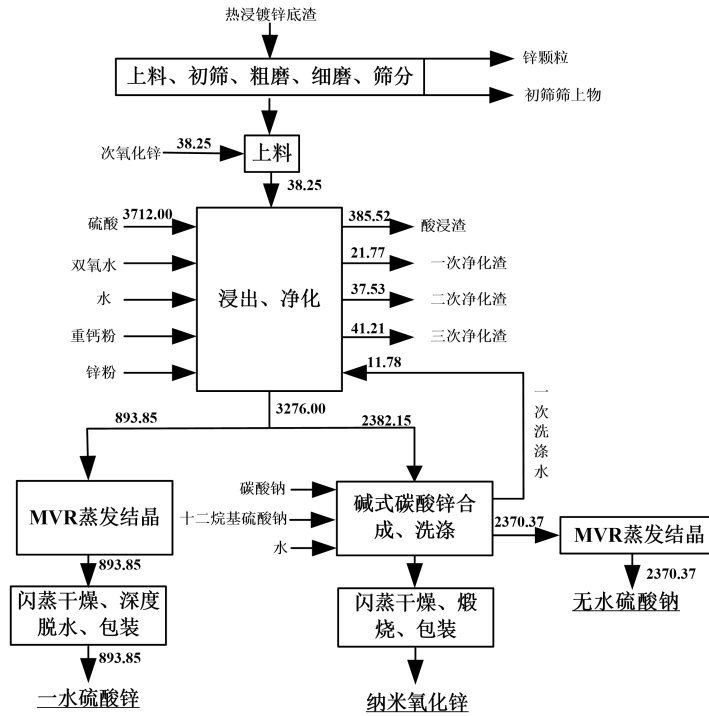 热浸镀锌底渣
上料、初筛、粗磨、细磨、筛分
锌颗粒
初筛筛上物
次氧化锌
38.25
上料
38.25
硫酸
3712.00
385.52
酸浸渣
双氧水
21.77
一次净化渣
水
浸出、净化
37.53
二次净化渣
重钙粉
41.21
三次净化渣
锌粉
11.78
3276.00
一次洗涤水
893.85
2382.15
MVR蒸发结晶
碳酸钠
十二烷基硫酸钠
水
碱式碳酸锌合
成、洗涤
2370.37
MVR蒸发结晶
893.85
2370.37
闪蒸干燥、深度
脱水、包装
闪蒸干燥、煅
烧、包装
无水硫酸钠
893.85
一水硫酸锌
纳米氧化锌